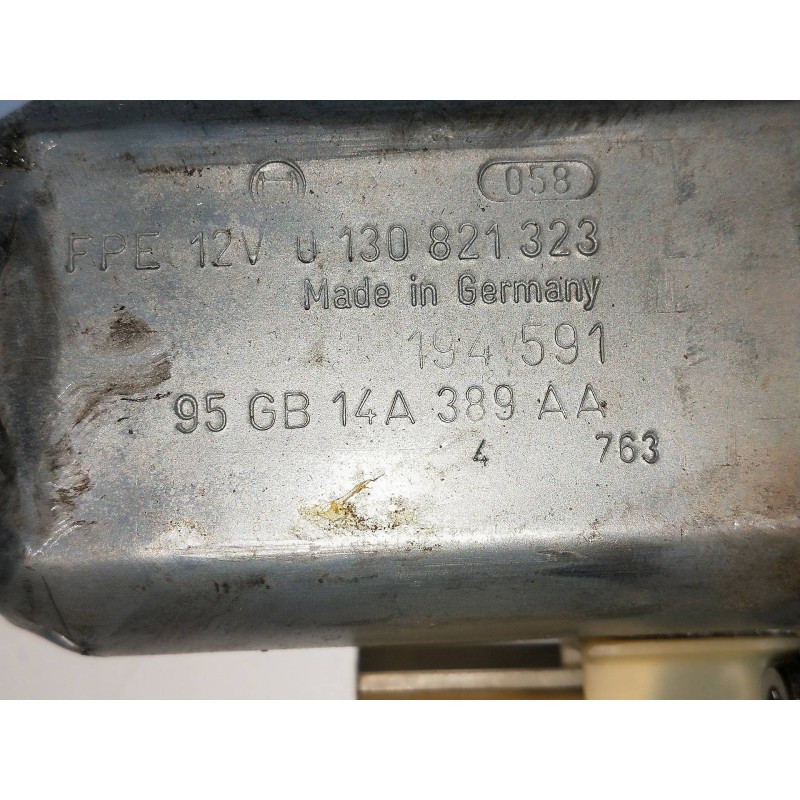 058
FPE 12V 0 130 821 323
Made in Germany
194 591
95 GB 14A 389 AA
4 763